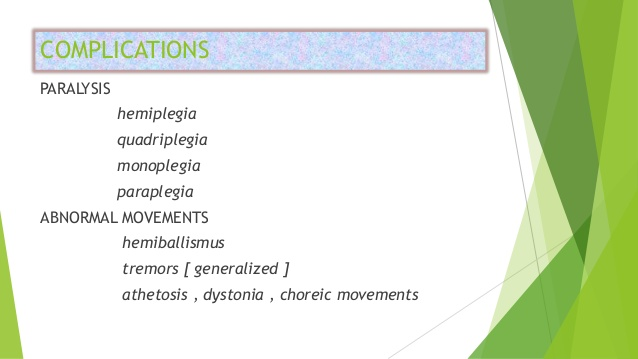 COMPLICATIONS
PARALYSIS
hemiplegia
quadriplegia
monoplegia
paraplegia
ABNORMAL MOVEMENTS
hemiballismus
tremors [ generalized ]
athetosis , dystonia , choreic movements